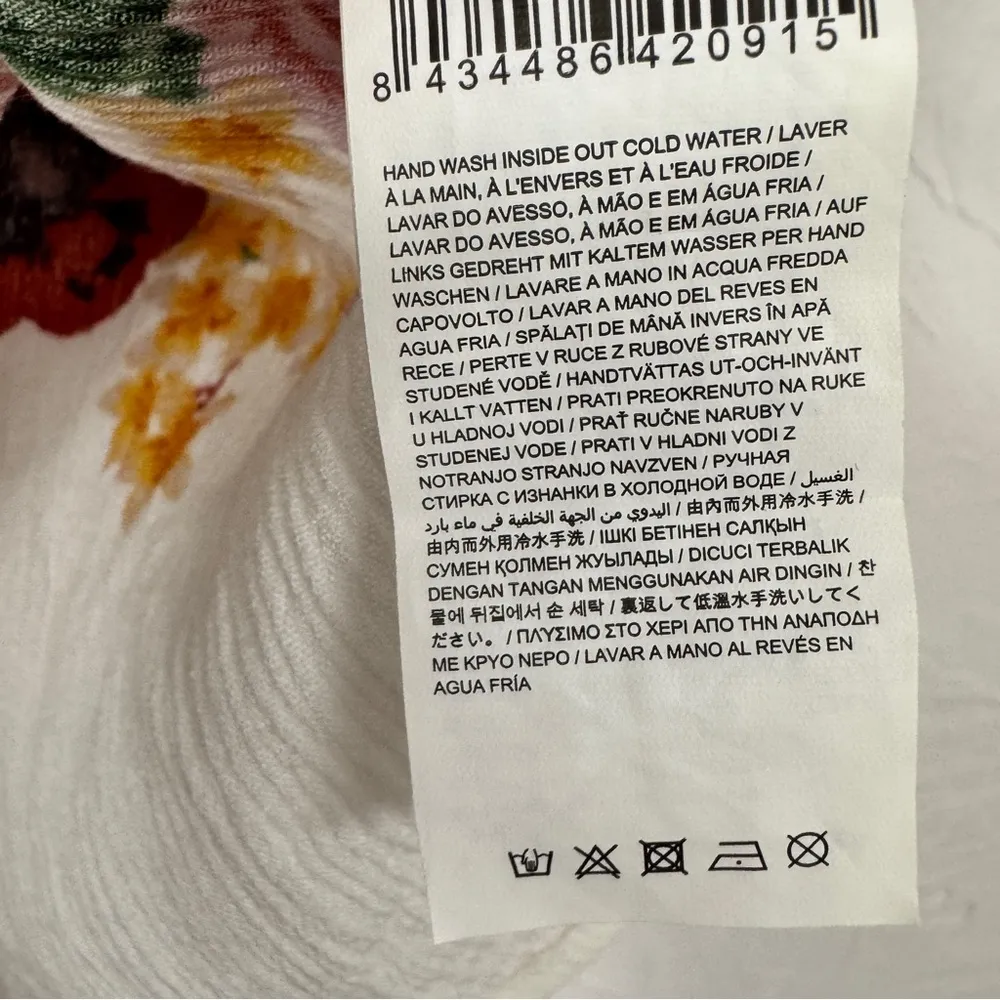 8 434486 420915
HAND WASH INSIDE OUT COLD WATER / LAVER
À LA MAIN, À L'ENVERS ET À L'EAU FROIDE /
LAVAR DO AVESSO, À MÃO E EM ÁGUA FRIA /
LAVAR DO AVESSO, À MÃO E EM ÁGUA FRIA / AUF
LINKS GEDREHT MIT KALTEM WASSER PER HAND
WASCHEN / LAVARE A MANO IN ACQUA FREDDA
CAPOVOLTO / LAVAR A MANO DEL REVES EN
AGUA FRIA / SPĂLAȚI DE MÂNĂ INVERS ÎN APĂ
RECE / PERTE V RUCE Z RUBOVÉ STRANY VE
STUDENÉ VODĚ / HANDTVÄTTAS UT-OCH-INVÄNT
I KALLT VATTEN / PRATI PREOKRENUTO NA RUKE
U HLADNOJ VODI / PRAŤ RUČNE NARUBY V
STUDENEJ VODE / PRATI V HLADNI VODI Z
NOTRANJO STRANJO NAVZVEN / РУЧНАЯ
СТИРКА С ИЗНАНКИ В ХОЛОДНОЙ ВОДЕ / الغسيل
اليدوي من الجهة الخلفية في ماء بارد / 由內而外用冷水手洗 /
由内而外用冷水手洗 / ІШКІ БЕТІНЕН САЛҚЫН
СУМЕН ҚОЛМЕН ЖУЫЛАДЫ / DICUCI TERBALIK
DENGAN TANGAN MENGGUNAKAN AIR DINGIN / 찬
물에 뒤집에서 손 세탁 / 裏返して低温水手洗いしてく
ださい。 / ΠΛΎΣΙΜΟ ΣΤΟ ΧΕΡΙ ΑΠΟ ΤΗΝ ΑΝΑΠΟΔΗ
ΜΕ ΚΡΥΟ ΝΕΡΟ / LAVAR A MANO AL REVÉS EN
AGUA FRÍA